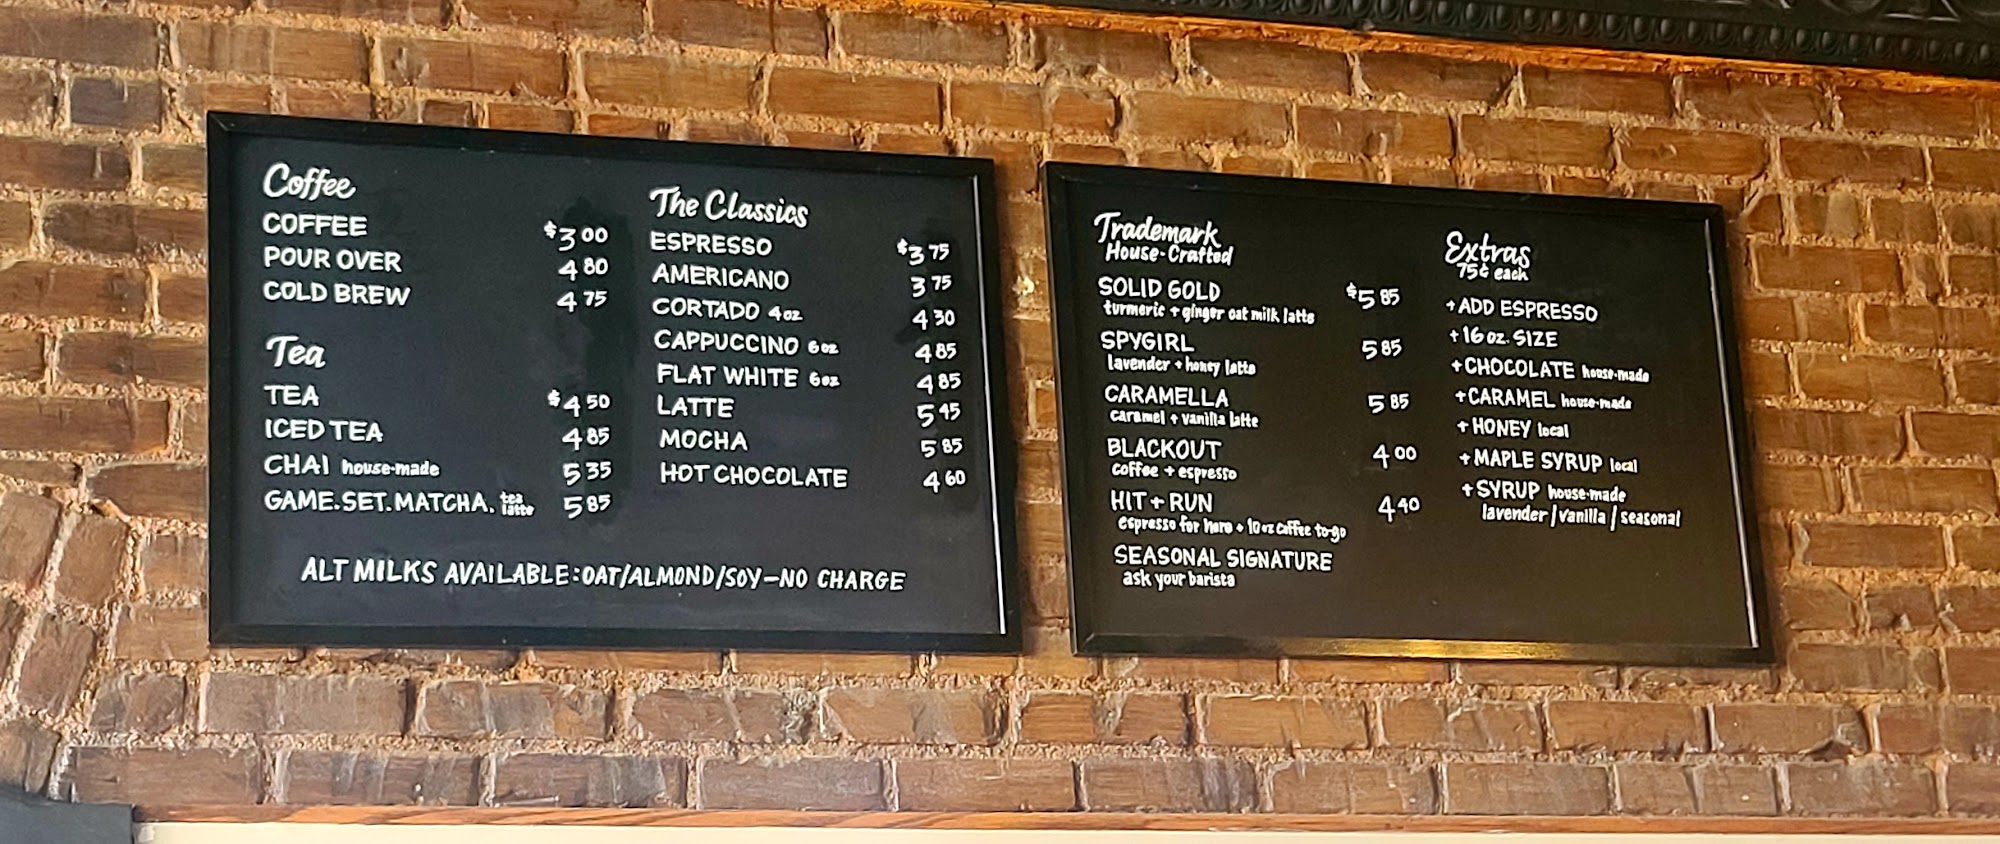 Coffee
COFFEE $3 00
POUR OVER 4 80
COLD BREW 4 75
Tea
TEA $4 50
ICED TEA 4 85
CHAI house-made 5 35
GAME.SET.MATCHA. tea latte 5 85
The Classics
ESPRESSO $3 75
AMERICANO 3 75
CORTADO 4oz 4 30
CAPPUCCINO 6oz 4 85
FLAT WHITE 6oz 4 85
LATTE 5 45
MOCHA 5 85
HOT CHOCOLATE 4 60
ALT MILKS AVAILABLE: OAT/ALMOND/SOY-NO CHARGE
Trademark
House-Crafted
SOLID GOLD $5 85
turmeric + ginger oat milk latte
SPYGIRL 5 85
lavender + honey latte
CARAMELLA 5 85
caramel + vanilla latte
BLACKOUT 4 00
coffee + espresso
HIT + RUN 4 40
espresso for here + 10 oz coffee to-go
SEASONAL SIGNATURE
ask your barista
Extras
75¢ each
+ ADD ESPRESSO
+ 16 oz. SIZE
+ CHOCOLATE house-made
+ CARAMEL house-made
+ HONEY local
+ MAPLE SYRUP local
+ SYRUP house-made
lavender / vanilla / seasonal